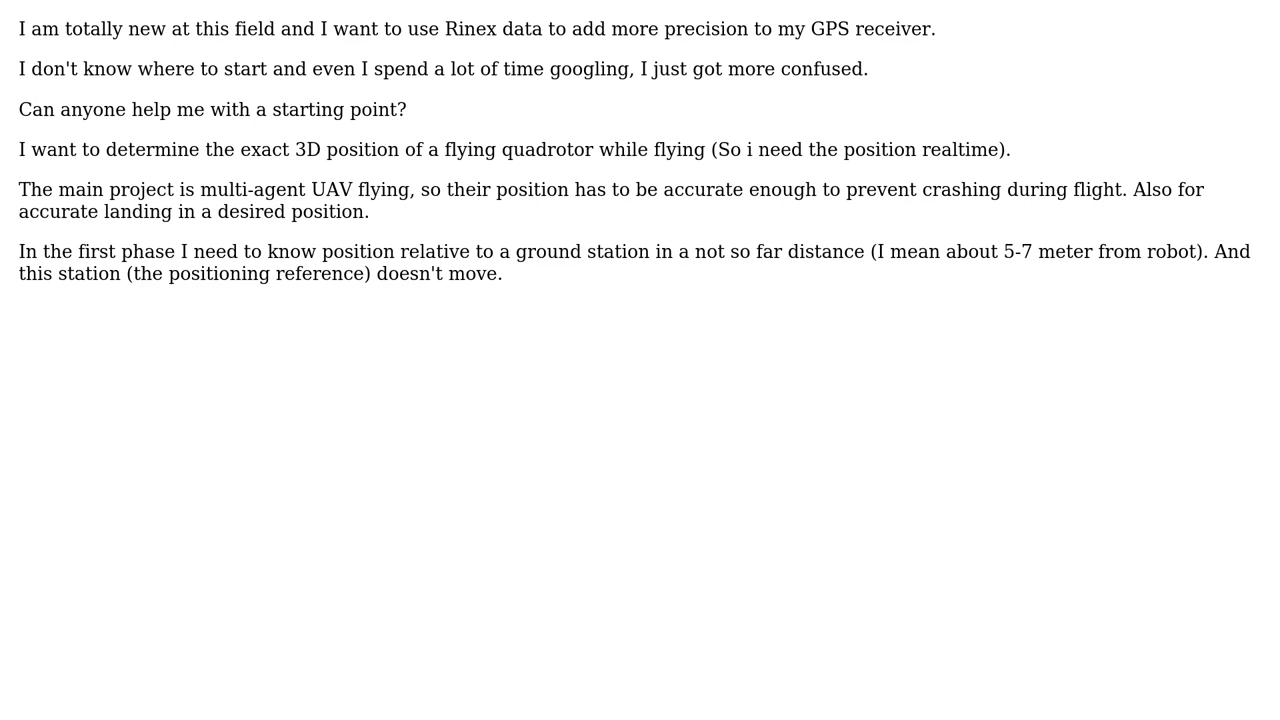 I am totally new at this field and I want to use Rinex data to add more precision to my GPS receiver.
I don't know where to start and even I spend a lot of time googling, I just got more confused.
Can anyone help me with a starting point?
I want to determine the exact 3D position of a flying quadrotor while flying (So i need the position realtime).
The main project is multi-agent UAV flying, so their position has to be accurate enough to prevent crashing during flight. Also for
accurate landing in a desired position.
In the first phase I need to know position relative to a ground station in a not so far distance (I mean about 5-7 meter from robot). And
this station (the positioning reference) doesn't move.